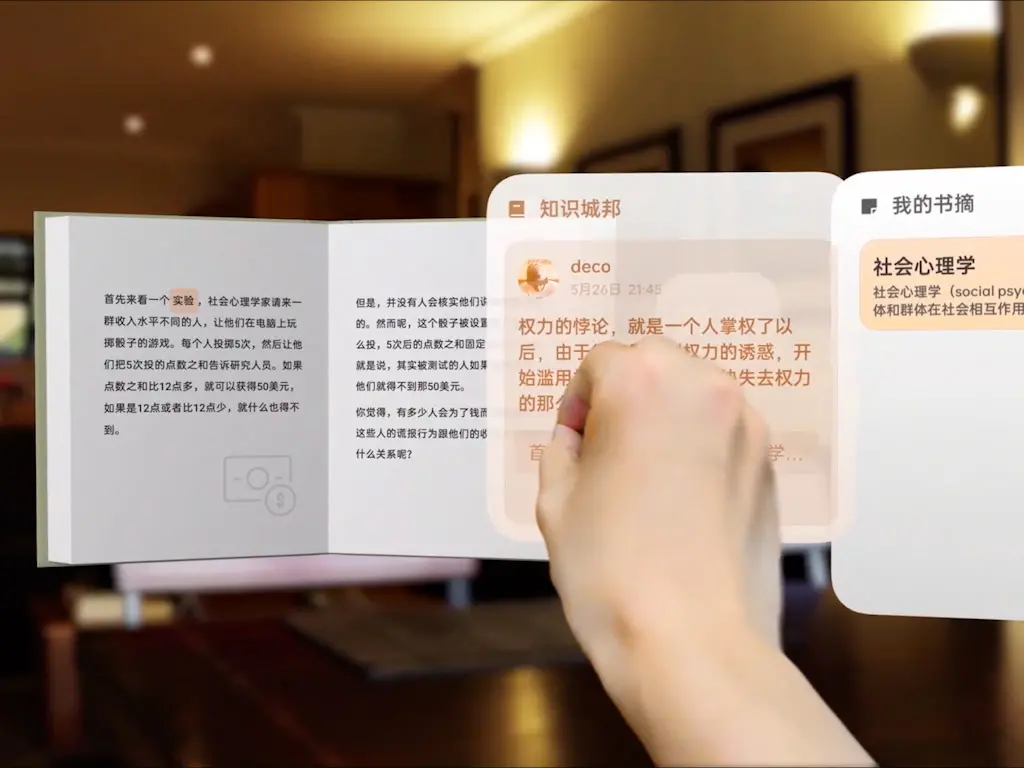 首先来看一个实验，社会心理学家请来一
群收入水平不同的人，让他们在电脑上玩
掷骰子的游戏。每个人投掷5次，然后让他
们把5次投的点数之和告诉研究人员。如果
点数之和比12点多，就可以获得50美元，
如果是12点或者比12点少，就什么也得不
到。
但是，并没有人会核实他们
的。然而呢，这个骰子被设置
么投，5次后的点数之和固定
就是说，其实被测试的人如果
他们就得不到那50美元。
你觉得，有多少人会为了钱而
这些人的谎报行为跟他们的收
什么关系呢？
知识城邦
deco
5月26日 21:45
权力的悖论，就是一个人掌权了以
后，由于 权力的诱惑，开
始滥用 失去权力
的那
首 学...
我的书摘
社会心理学
社会心理学（social
体和群体在社会相互作用